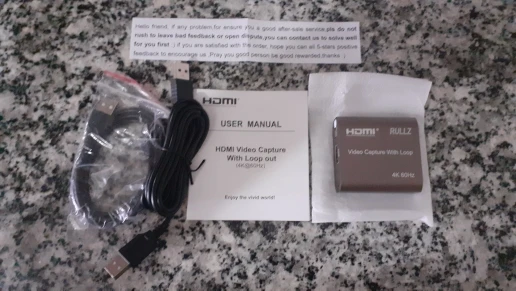 Hello friend, if any problem,for ensure you a good after-sale service,pls do not
rush to leave bad feedback or open dispute,you can contact us to solve well
for you first ; if you are satisfied with the order, hope you can all 5-stars positive
feedback to encourage us ,Pray you good person be good rewarded,thanks :
HDMI
USER MANUAL
HDMI Video Capture
With Loop out
(4K@60Hz)
Enjoy the vivid world!
HDMI RULLZ
Video Capture With Loop
4K 60Hz